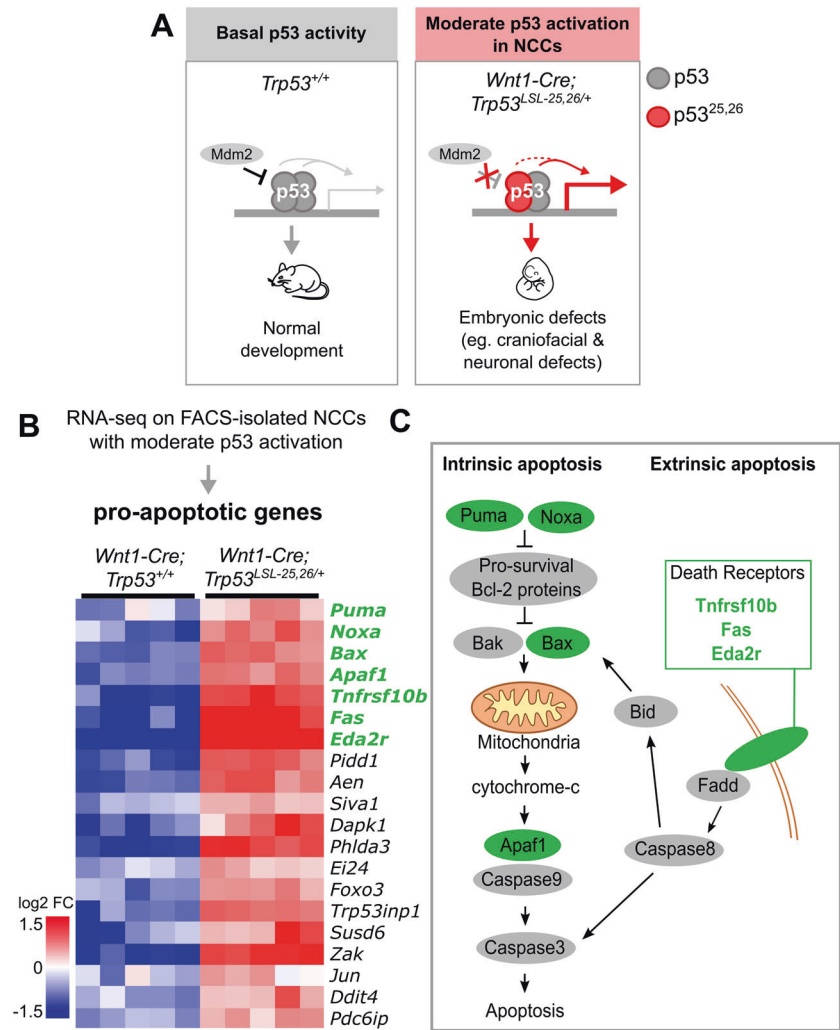 A
Basal p53 activity
Trp53+/+
Mdm2
p53
Normal
development
Moderate p53 activation
in NCCs
Wnt1-Cre;
Trp53LSL-25,26/+
Mdm2
p53
Embryonic defects
(eg. craniofacial &
neuronal defects)
p53
p5325,26
B
RNA-seq on FACS-isolated NCCs
with moderate p53 activation
pro-apoptotic genes
Wnt1-Cre;
Trp53+/+
Wnt1-Cre;
Trp53LSL-25,26/+
Puma
Noxa
Bax
Apaf1
Tnfrsf10b
Fas
Eda2r
Pidd1
Aen
Siva1
Dapk1
Phlda3
Ei24
Foxo3
Trp53inp1
Susd6
Zak
Jun
Ddit4
Pdc6ip
log2 FC
1.5
0
-1.5
C
Intrinsic apoptosis
Extrinsic apoptosis
Puma
Noxa
Pro-survival
Bcl-2 proteins
Bak
Bax
Mitochondria
cytochrome-c
Apaf1
Caspase9
Caspase3
Apoptosis
Death Receptors
Tnfrsf10b
Fas
Eda2r
Bid
Fadd
Caspase8